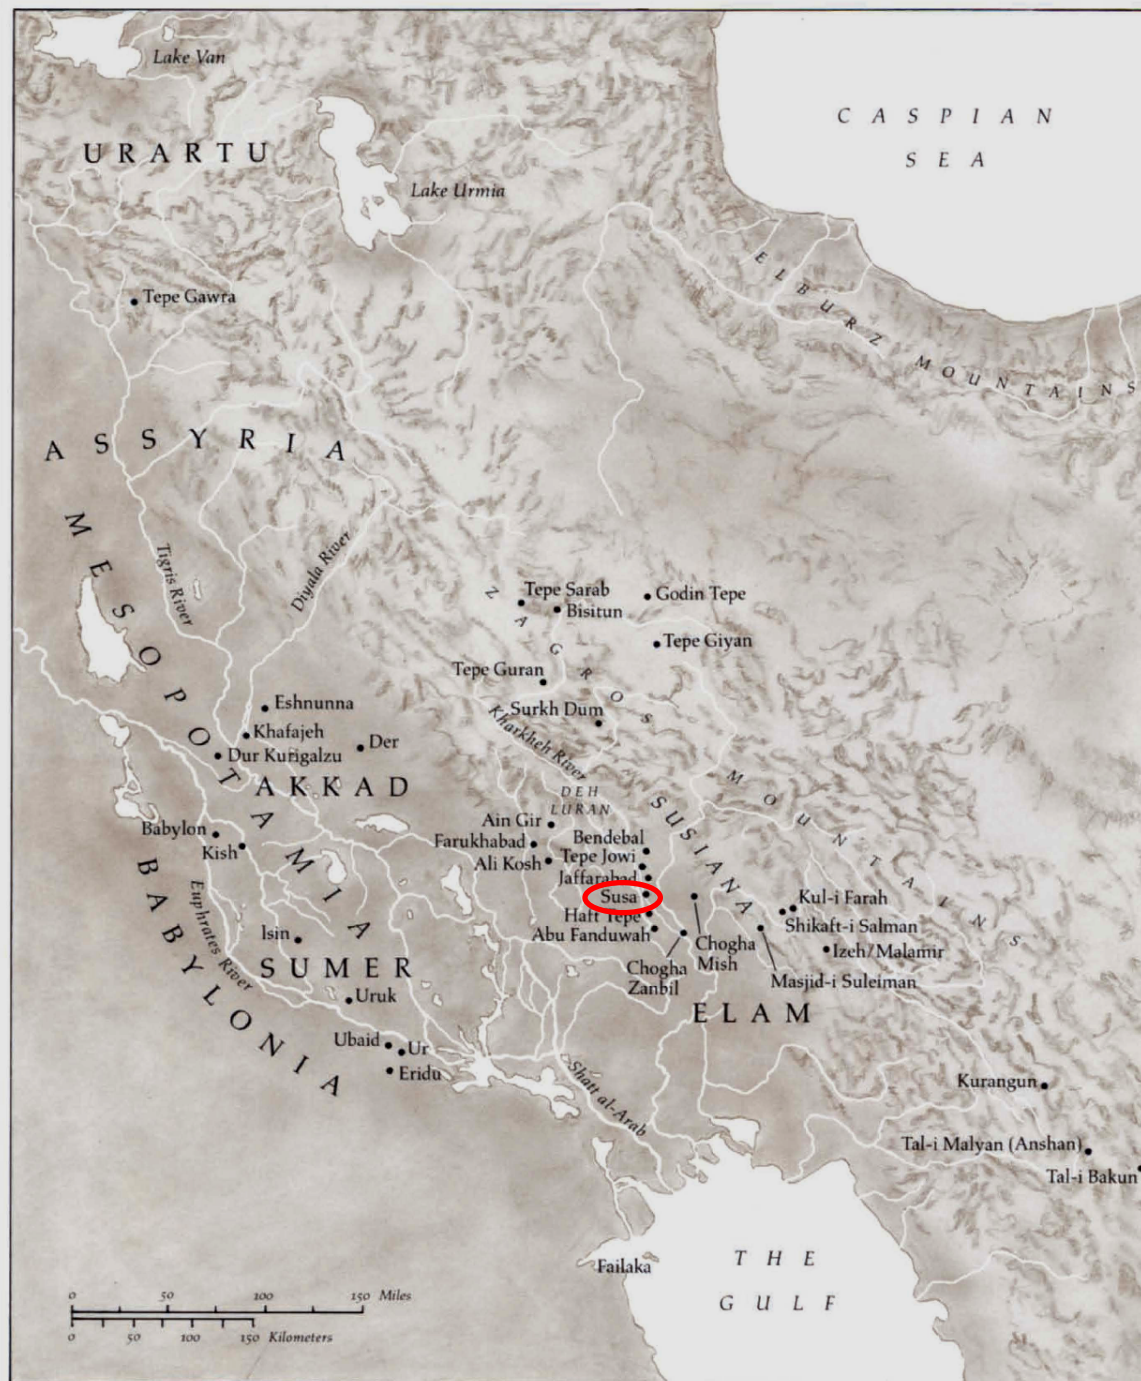 Lake Van
CASPIAN
SEA
URARTU
Lake Urmia
ELBURZ MOUNTAINS
Tepe Gawra
ASSYRIA
MESOPOTAMIA
Tigris River
Diyala River
ZAGROS MOUNTAINS
Tepe Sarab
Bisitun
Godin Tepe
Tepe Giyan
Tepe Guran
Surkh Dum
Kharkheh River
Eshnunna
Khafajeh
Der
Dur Kurigalzu
AKKAD
DEH
LURAN
SUSIANA
Ain Gir
Farukhabad
Ali Kosh
Bendebal
Tepe Jowi
Jaffarabad
Susa
Haft Tepe
Abu Fanduwah
Babylon
Kish
BABYLONIA
Euphrates River
Isin
SUMER
Uruk
Ubaid
Ur
Eridu
Chogha
Zanbil
Chogha
Mish
Kul-i Farah
Shikaft-i Salman
Izeh/Malamir
Masjid-i Suleiman
ELAM
Shatt al-Arab
Kurangun
Tal-i Malyan (Anshan)
Tal-i Bakun
Failaka
THE
GULF
0 50 100 150 Miles
0 50 100 150 Kilometers